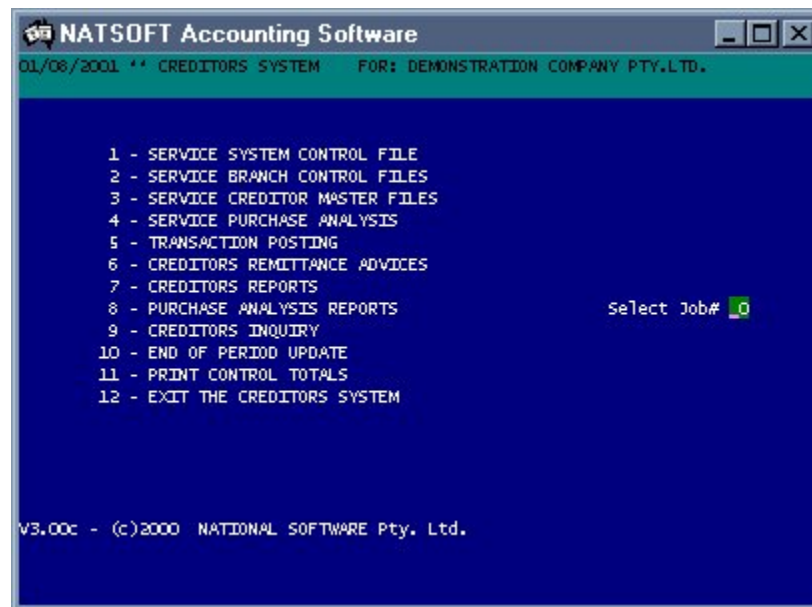 NATSOFT Accounting Software
01/08/2001 '' CREDITORS SYSTEM FOR: DEMONSTRATION COMPANY PTY.LTD.
1 - SERVICE SYSTEM CONTROL FILE
2 - SERVICE BRANCH CONTROL FILES
3 - SERVICE CREDITOR MASTER FILES
4 - SERVICE PURCHASE ANALYSIS
5 - TRANSACTION POSTING
6 - CREDITORS REMITTANCE ADVICES
7 - CREDITORS REPORTS
8 - PURCHASE ANALYSIS REPORTS Select Job# _0
9 - CREDITORS INQUIRY
10 - END OF PERIOD UPDATE
11 - PRINT CONTROL TOTALS
12 - EXIT THE CREDITORS SYSTEM
V3.00c - (c)2000 NATIONAL SOFTWARE Pty. Ltd.